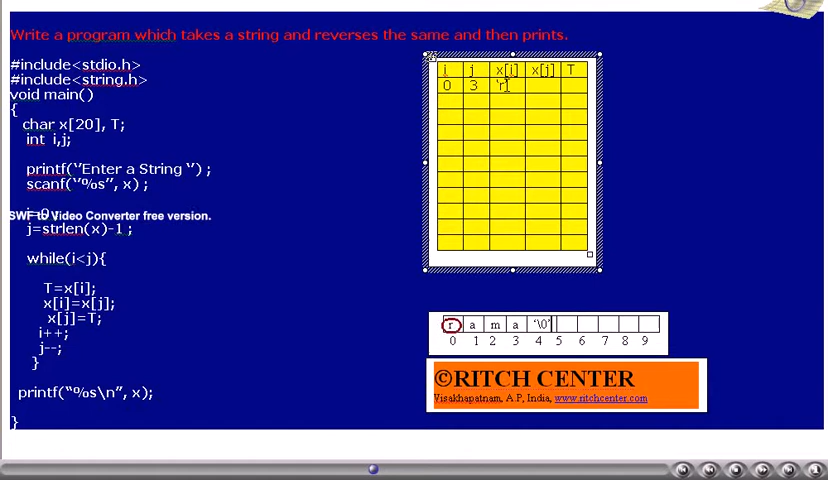 Write a program which takes a string and reverses the same and then prints.
#include<stdio.h>
#include<string.h>
void main()
{
char x[20], T;
int i,j;
printf("Enter a String ") ;
scanf("%s", x) ;
SWF to Video Converter free version.
j=strlen(x)-1 ;
while(i<j){
T=x[i];
x[i]=x[j];
x[j]=T;
i++;
j--;
}
printf("%s\n", x);
}
i j x[i] x[j] T
0 3 'r'
r a m a '\0'
0 1 2 3 4 5 6 7 8 9
©RITCH CENTER
Visakhapatnam, A.P, India, www.ritchcenter.com